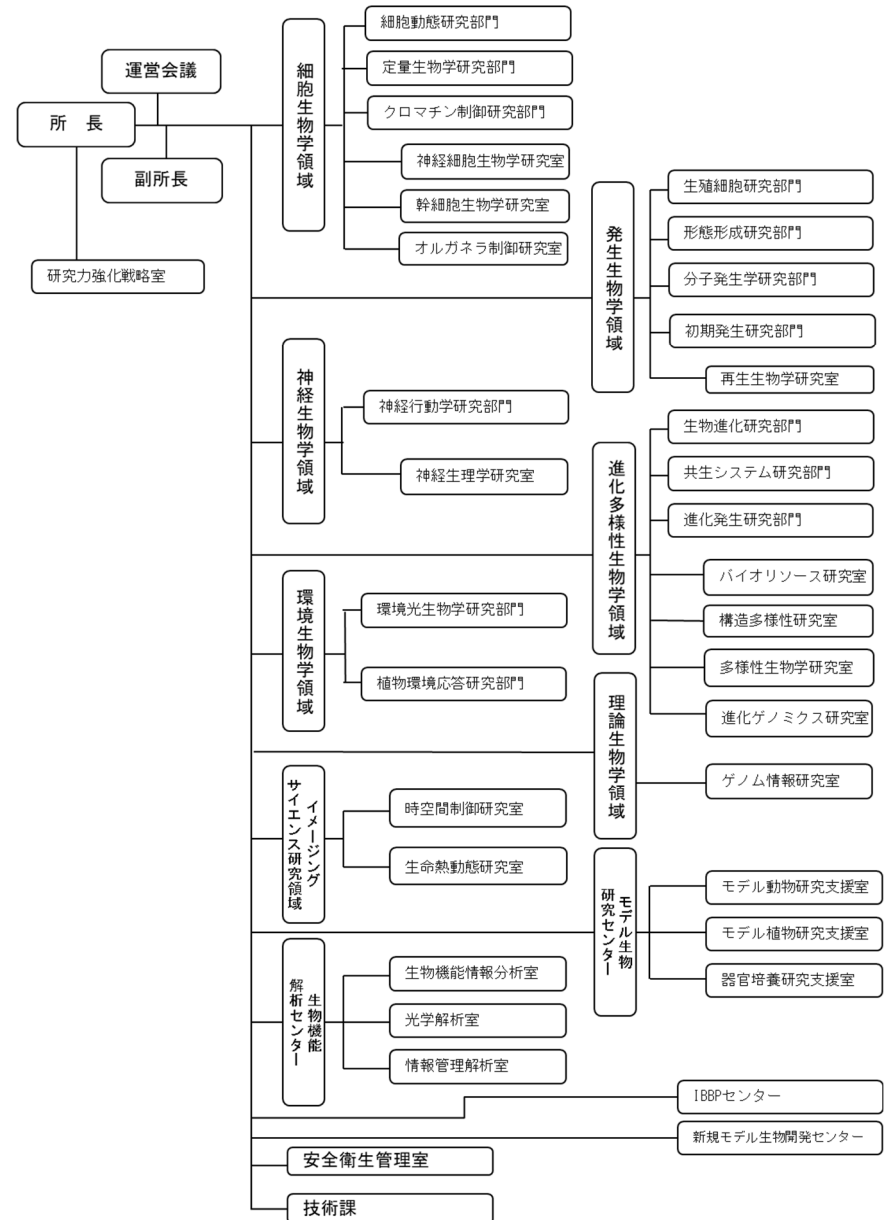 運営会議
所　長
副所長
研究力強化戦略室
細胞生物学領域
細胞動態研究部門
定量生物学研究部門
クロマチン制御研究部門
神経細胞生物学研究室
幹細胞生物学研究室
オルガネラ制御研究室
発生生物学領域
生殖細胞研究部門
形態形成研究部門
分子発生学研究部門
初期発生研究部門
再生生物学研究室
神経生物学領域
神経行動学研究部門
神経生理学研究室
進化多様性生物学領域
生物進化研究部門
共生システム研究部門
進化発生研究部門
バイオリソース研究室
構造多様性研究室
多様性生物学研究室
進化ゲノミクス研究室
環境生物学領域
環境光生物学研究部門
植物環境応答研究部門
理論生物学領域
ゲノム情報研究室
イメージング
サイエンス研究領域
時空間制御研究室
生命熱動態研究室
モデル生物
研究センター
モデル動物研究支援室
モデル植物研究支援室
器官培養研究支援室
生物機能
解析センター
生物機能情報分析室
光学解析室
情報管理解析室
IBBPセンター
新規モデル生物開発センター
安全衛生管理室
技術課